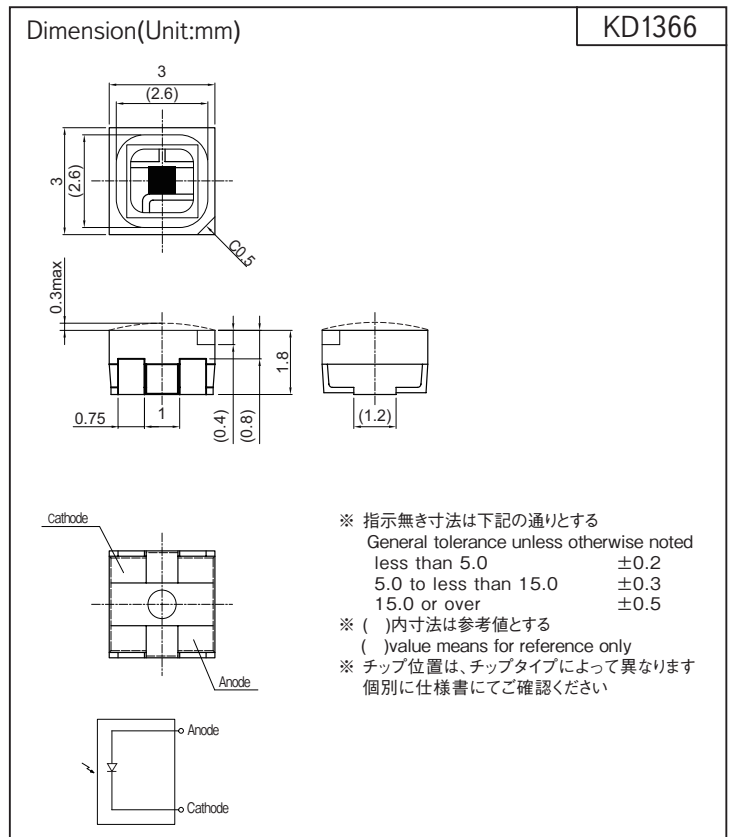 Dimension(Unit:mm)
KD1366
3
(2.6)
3
(2.6)
C0.5
0.3max
1.8
0.75
1
(0.4)
(0.8)
(1.2)
Cathode
Anode
※ 指示無き寸法は下記の通りとする
General tolerance unless otherwise noted
less than 5.0 ±0.2
5.0 to less than 15.0 ±0.3
15.0 or over ±0.5
※ ( )内寸法は参考値とする
( )value means for reference only
※ チップ位置は、チップタイプによって異なります
個別に仕様書にてご確認ください
Anode
Cathode